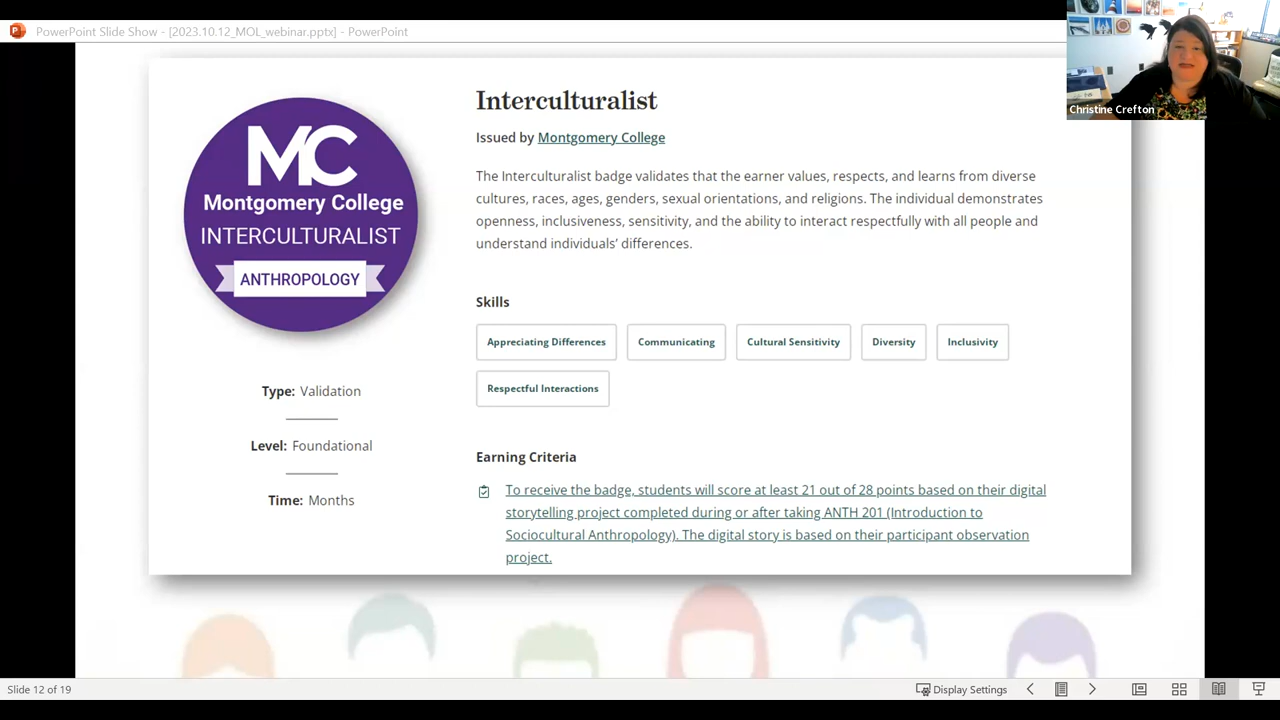 PowerPoint Slide Show - [2023.10.12_MOL_webinar.pptx] - PowerPoint
Christine Crefton
MC
Montgomery College
INTERCULTURALIST
ANTHROPOLOGY
Type: Validation
Level: Foundational
Time: Months
Interculturalist
Issued by Montgomery College
The Interculturalist badge validates that the earner values, respects, and learns from diverse
cultures, races, ages, genders, sexual orientations, and religions. The individual demonstrates
openness, inclusiveness, sensitivity, and the ability to interact respectfully with all people and
understand individuals' differences.
Skills
Appreciating Differences Communicating Cultural Sensitivity Diversity Inclusivity
Respectful Interactions
Earning Criteria
To receive the badge, students will score at least 21 out of 28 points based on their digital
storytelling project completed during or after taking ANTH 201 (Introduction to
Sociocultural Anthropology). The digital story is based on their participant observation
project.
Slide 12 of 19
Display Settings